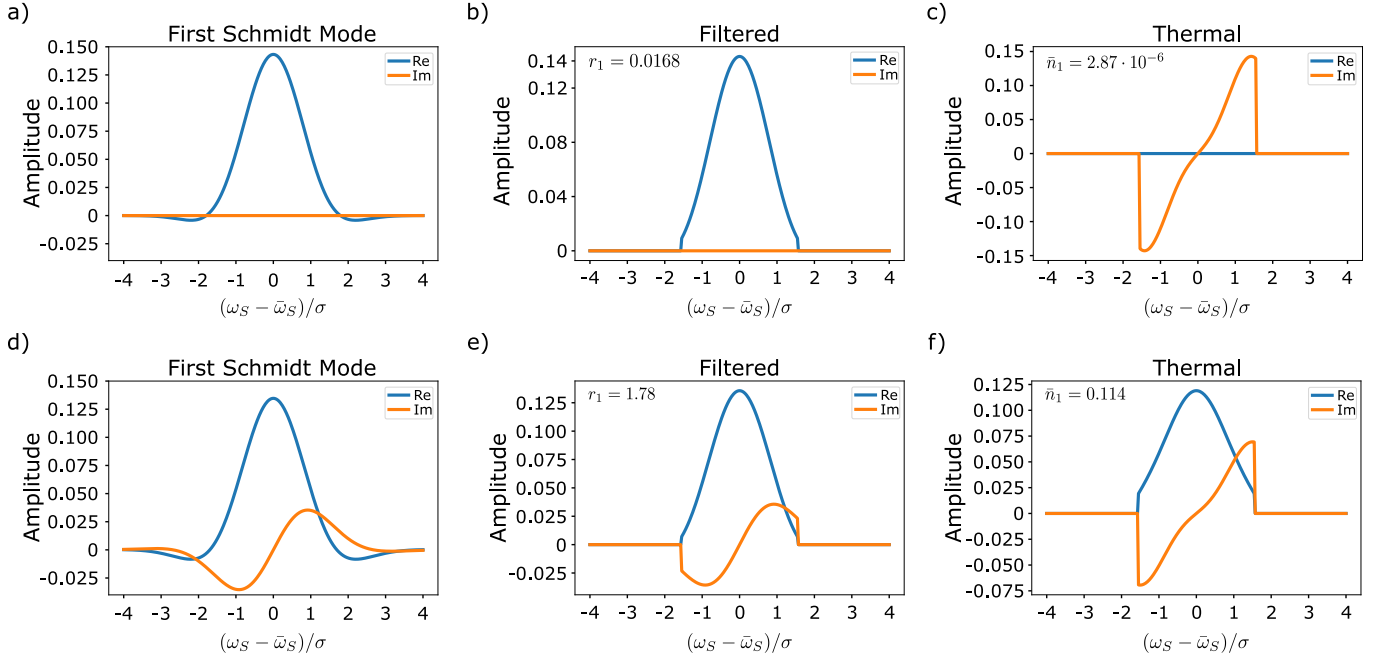 a)
First Schmidt Mode
Amplitude
0.150
0.125
0.100
0.075
0.050
0.025
0
-0.025
Re
Im
-4 -3 -2 -1 0 1 2 3 4
(ω_S − ω̄_S)/σ
b)
Filtered
Amplitude
0.14
0.12
0.08
0.04
0
r₁ = 0.0168
Re
Im
-4 -3 -2 -1 0 1 2 3 4
(ω_S − ω̄_S)/σ
c)
Thermal
Amplitude
0.15
0.10
0.05
0
-0.05
-0.10
-0.15
n̄₁ = 2.87 · 10⁻⁶
Re
Im
-4 -3 -2 -1 0 1 2 3 4
(ω_S − ω̄_S)/σ
d)
First Schmidt Mode
Amplitude
0.150
0.125
0.100
0.075
0.050
0.025
0
-0.025
Re
Im
-4 -3 -2 -1 0 1 2 3 4
(ω_S − ω̄_S)/σ
e)
Filtered
Amplitude
0.125
0.100
0.075
0.050
0.025
0
-0.025
r₁ = 1.78
Re
Im
-4 -3 -2 -1 0 1 2 3 4
(ω_S − ω̄_S)/σ
f)
Thermal
Amplitude
0.125
0.100
0.075
0.050
0.025
0
-0.025
-0.050
-0.075
n̄₁ = 0.114
Re
Im
-4 -3 -2 -1 0 1 2 3 4
(ω_S − ω̄_S)/σ